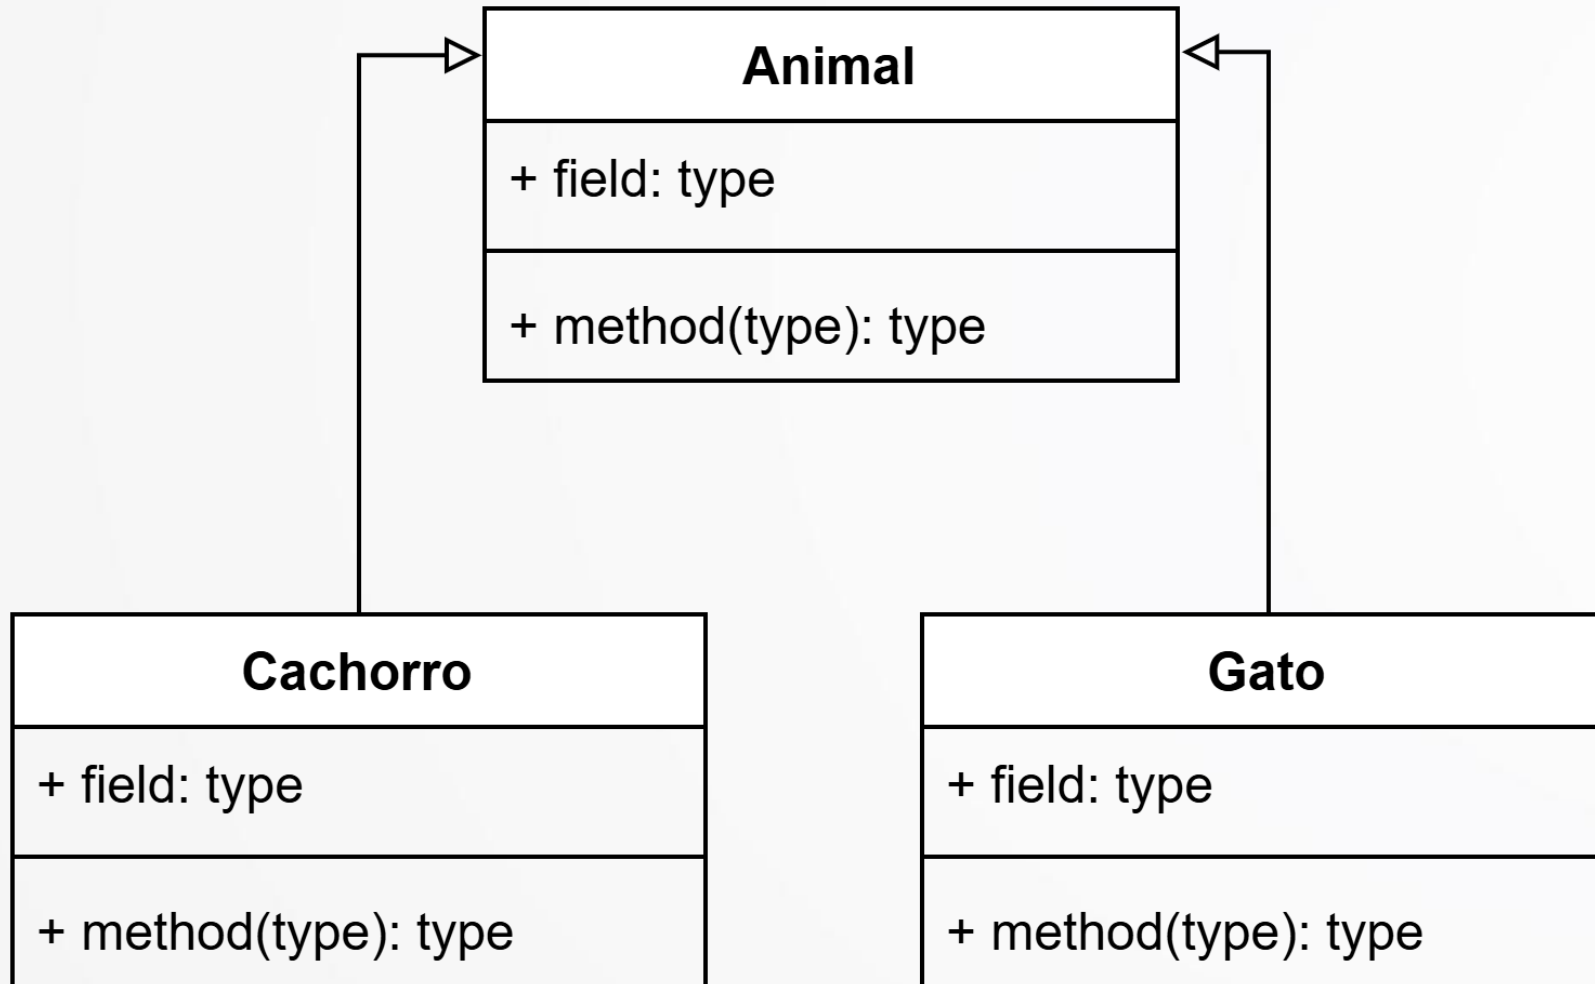 Animal
+ field: type
+ method(type): type
Cachorro
+ field: type
+ method(type): type
Gato
+ field: type
+ method(type): type